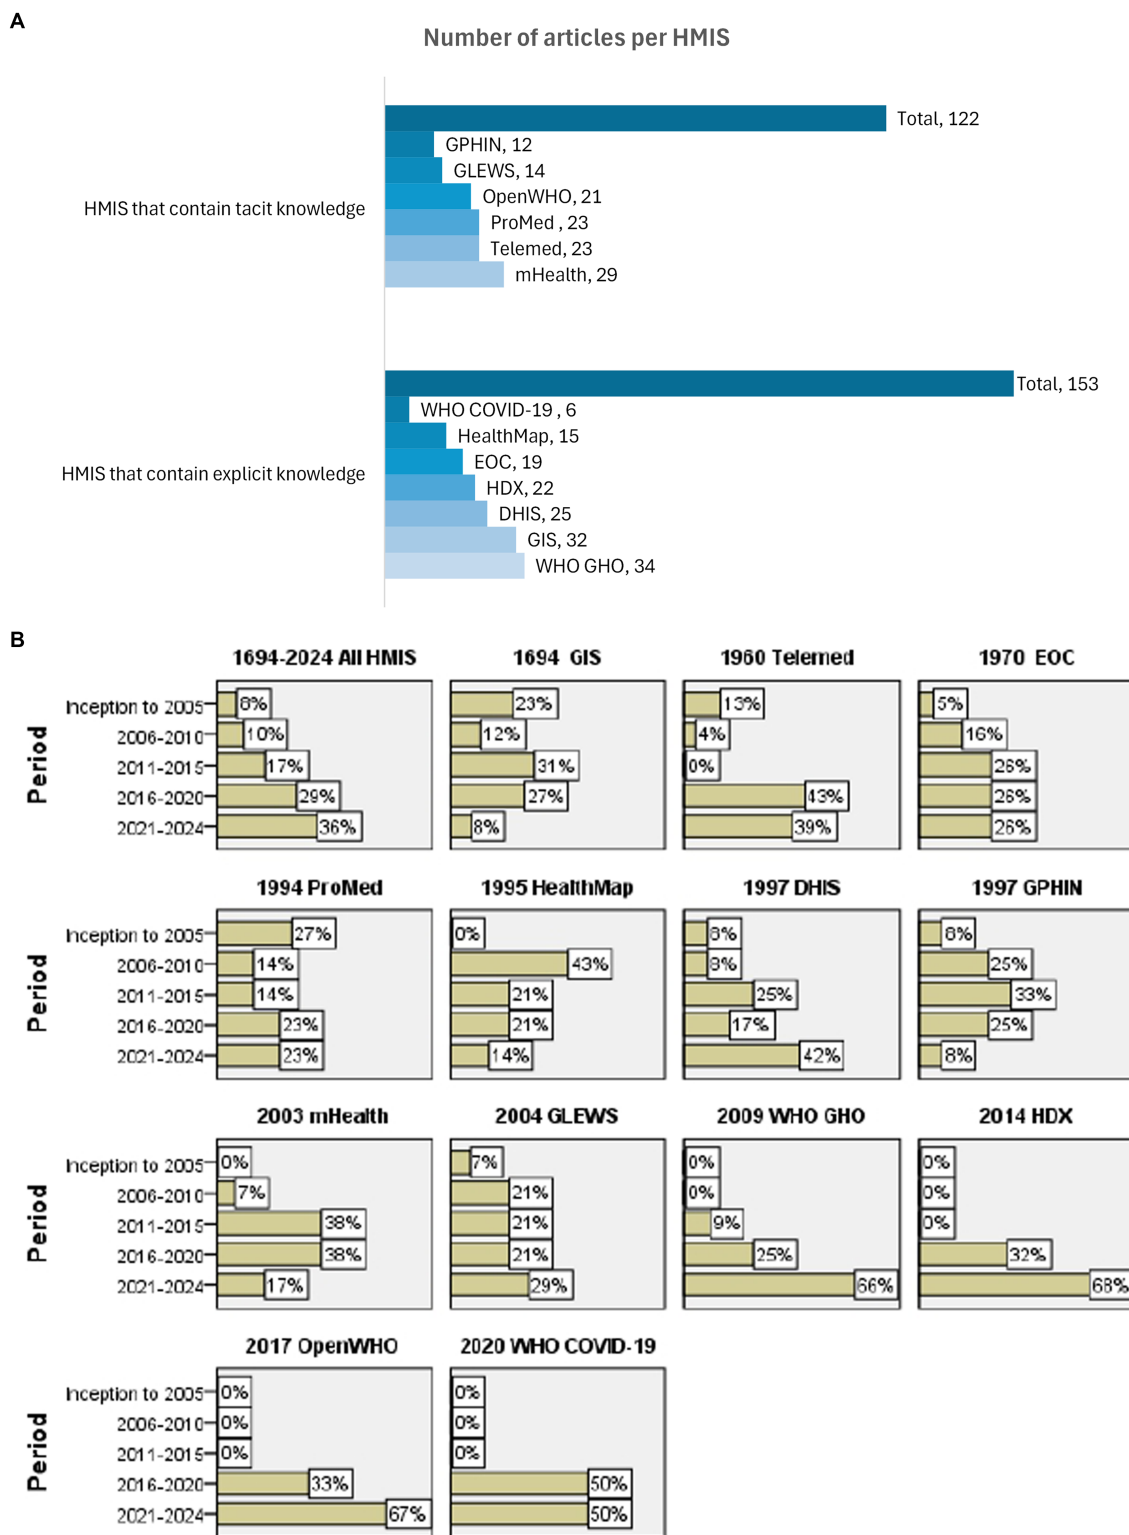 A
Number of articles per HMIS
Total, 122
GPHIN, 12
GLEWS, 14
OpenWHO, 21
HMIS that contain tacit knowledge
ProMed , 23
Telemed, 23
mHealth, 29
Total, 153
WHO COVID-19 , 6
HealthMap, 15
EOC, 19
HMIS that contain explicit knowledge
HDX, 22
DHIS, 25
GIS, 32
WHO GHO, 34
B
1694-2024 All HMIS 1694 GIS 1960 Telemed 1970 EOC
Period
Inception to 2005 8% 23% 13% 5%
2006-2010 10% 12% 4% 16%
2011-2015 17% 31% 0% 26%
2016-2020 29% 27% 43% 26%
2021-2024 36% 8% 39% 26%
1994 ProMed 1995 HealthMap 1997 DHIS 1997 GPHIN
Period
Inception to 2005 27% 0% 8% 8%
2006-2010 14% 43% 8% 25%
2011-2015 14% 21% 25% 33%
2016-2020 23% 21% 17% 25%
2021-2024 23% 14% 42% 8%
2003 mHealth 2004 GLEWS 2009 WHO GHO 2014 HDX
Period
Inception to 2005 0% 7% 0% 0%
2006-2010 7% 21% 0% 0%
2011-2015 38% 21% 9% 0%
2016-2020 38% 21% 25% 32%
2021-2024 17% 29% 66% 68%
2017 OpenWHO 2020 WHO COVID-19
Period
Inception to 2005 0% 0%
2006-2010 0% 0%
2011-2015 0% 0%
2016-2020 33% 50%
2021-2024 67% 50%